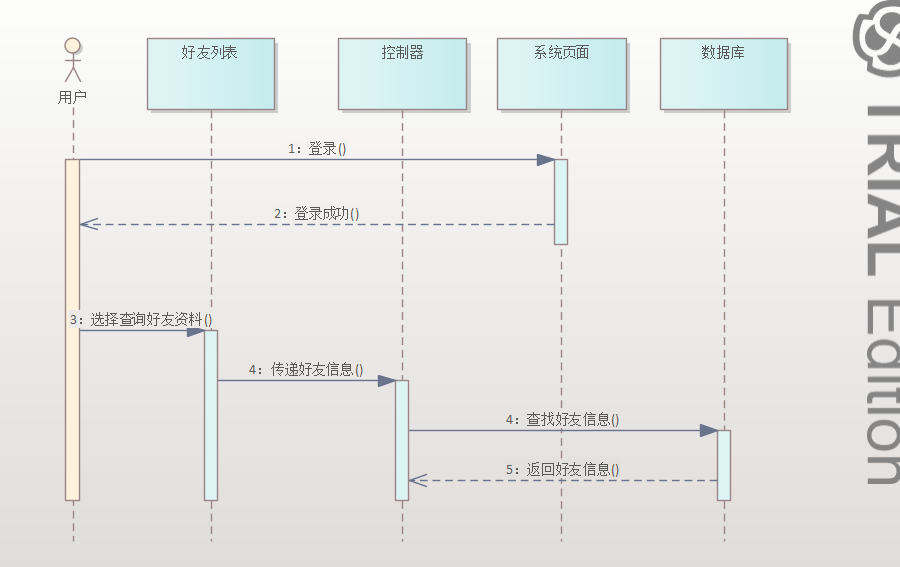 用户
好友列表
控制器
系统页面
数据库
1: 登录()
2: 登录成功()
3: 选择查询好友资料()
4: 传递好友信息()
4: 查找好友信息()
5: 返回好友信息()
TRIAL Edition